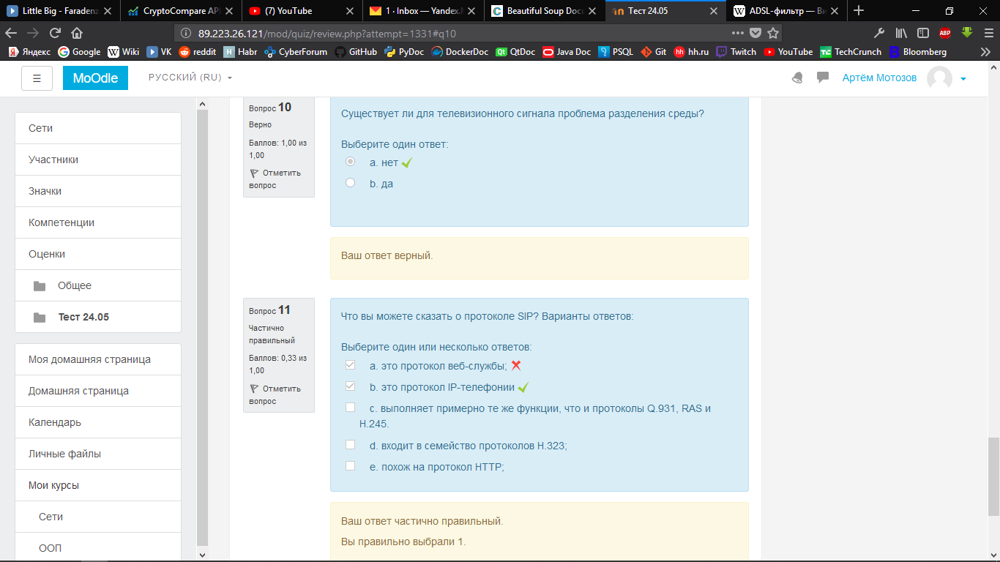 Little Big - Faradenz
CryptoCompare API
(7) YouTube
1 · Inbox — Yandex.
Beautiful Soup Docu
Тест 24.05
ADSL-фильтр — Ви
89.223.26.121/mod/quiz/review.php?attempt=1331#q10
ABP
Яндекс
Google
Wiki
VK
reddit
Habr
CyberForum
GitHub
PyDoc
DockerDoc
QtDoc
Java Doc
PSQL
Git
hh.ru
Twitch
YouTube
TechCrunch
Bloomberg
MoOdle
РУССКИЙ (RU)
Артём Мотозов
Сети
Участники
Значки
Компетенции
Оценки
Общее
Тест 24.05
Моя домашняя страница
Домашняя страница
Календарь
Личные файлы
Мои курсы
Сети
ООП
Вопрос 10
Верно
Баллов: 1,00 из
1,00
Отметить
вопрос
Существует ли для телевизионного сигнала проблема разделения среды?
Выберите один ответ:
a. нет
b. да
Ваш ответ верный.
Вопрос 11
Частично
правильный
Баллов: 0,33 из
1,00
Отметить
вопрос
Что вы можете сказать о протоколе SIP? Варианты ответов:
Выберите один или несколько ответов:
a. это протокол веб-службы;
b. это протокол IP-телефонии
c. выполняет примерно те же функции, что и протоколы Q.931, RAS и
H.245.
d. входит в семейство протоколов H.323;
e. похож на протокол HTTP;
Ваш ответ частично правильный.
Вы правильно выбрали 1.